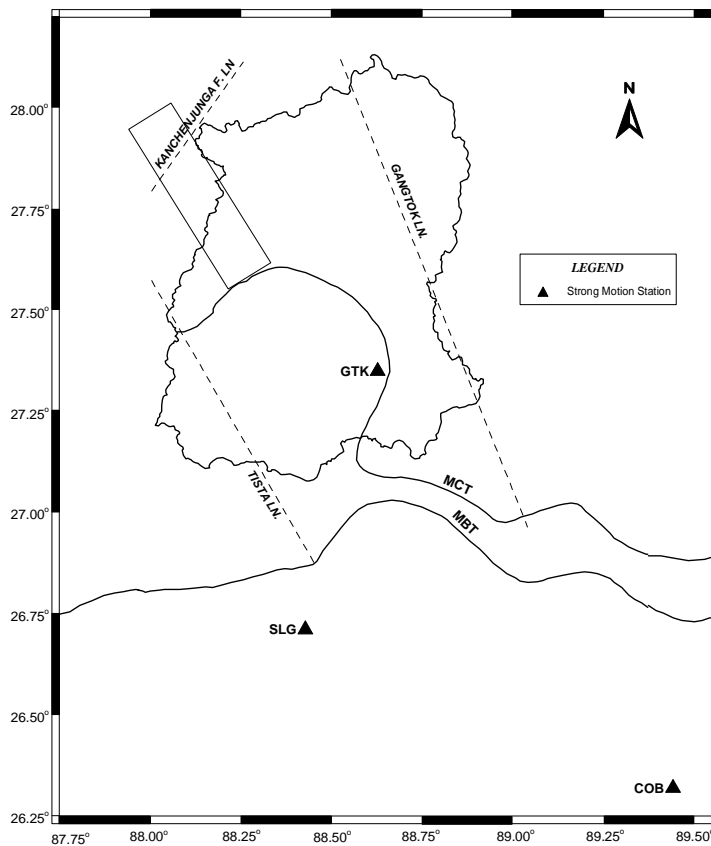 N
KANCHENJUNGA F. LN
28.00°
GANGTOK LN.
27.75°
LEGEND
Strong Motion Station
27.50°
GTK
27.25°
TISTA LN.
MCT
27.00°
MBT
26.75°
SLG
26.50°
COB
26.25°
87.75° 88.00° 88.25° 88.50° 88.75° 89.00° 89.25° 89.50°